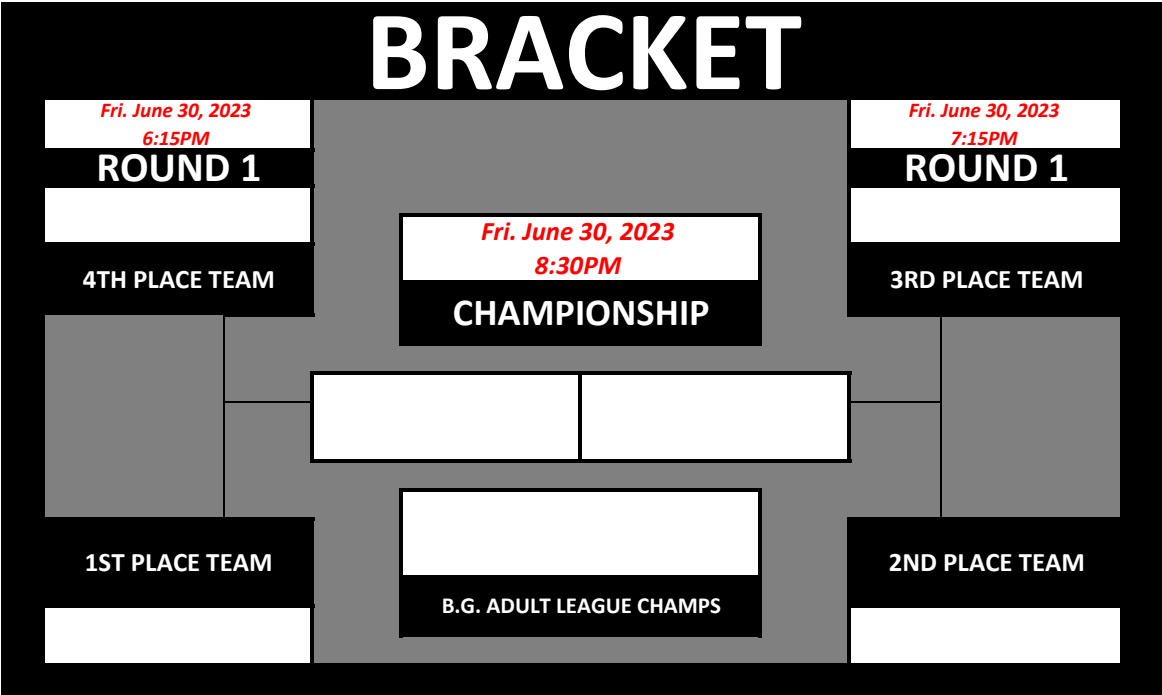 BRACKET
Fri. June 30, 2023
6:15PM
ROUND 1
4TH PLACE TEAM
Fri. June 30, 2023
7:15PM
ROUND 1
3RD PLACE TEAM
Fri. June 30, 2023
8:30PM
CHAMPIONSHIP
1ST PLACE TEAM
2ND PLACE TEAM
B.G. ADULT LEAGUE CHAMPS